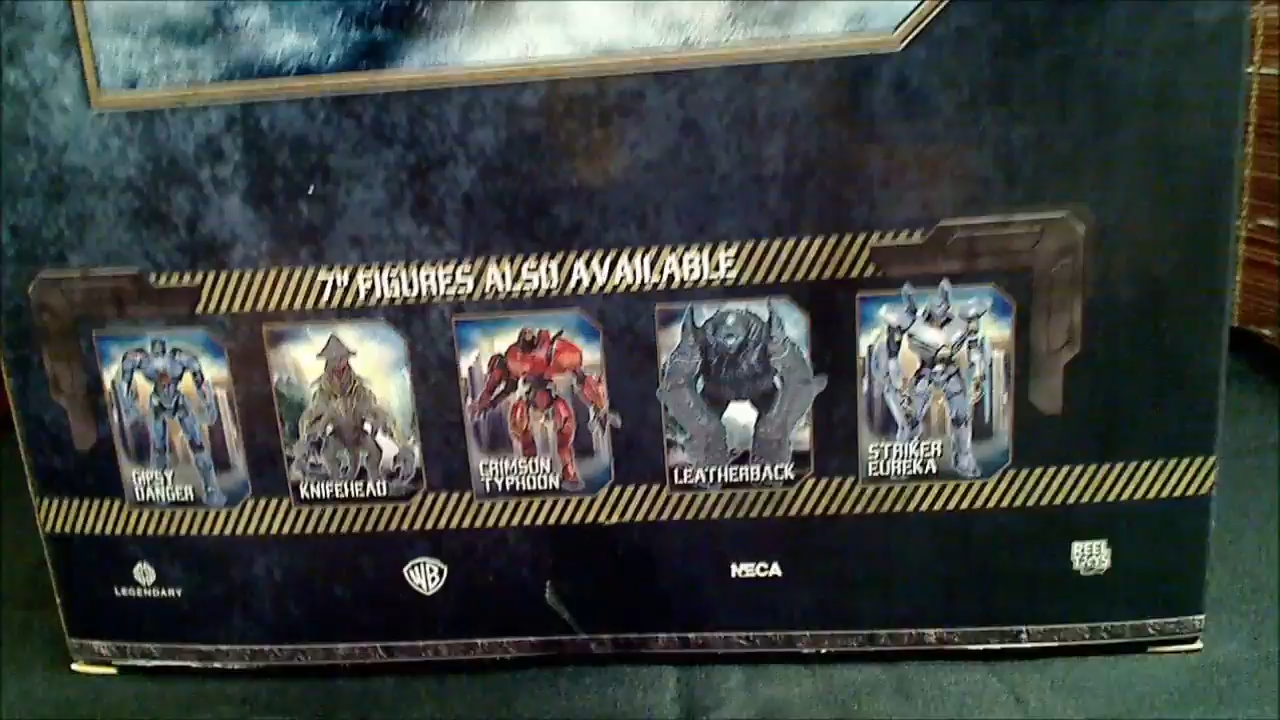 7" FIGURES ALSO AVAILABLE
GIPSY
DANGER
KNIFEHEAD
CRIMSON
TYPHOON
LEATHERBACK
STRIKER
EUREKA
LEGENDARY
WB
NECA
REEL
TOYS